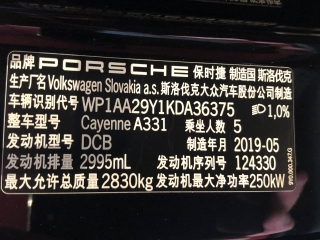 品牌 PORSCHE 保时捷 制造国 斯洛伐克
生产厂名 Volkswagen Slovakia a.s. 斯洛伐克大众汽车股份公司制造
车辆识别代号 WP1AA29Y1KDA36375 1,0%
整车型号 Cayenne A331 乘坐人数 5
发动机型号 DCB 制造年月 2019-05
发动机排量 2995mL 发动机序列号 124330
最大允许总质量 2830kg 发动机最大净功率 250kW